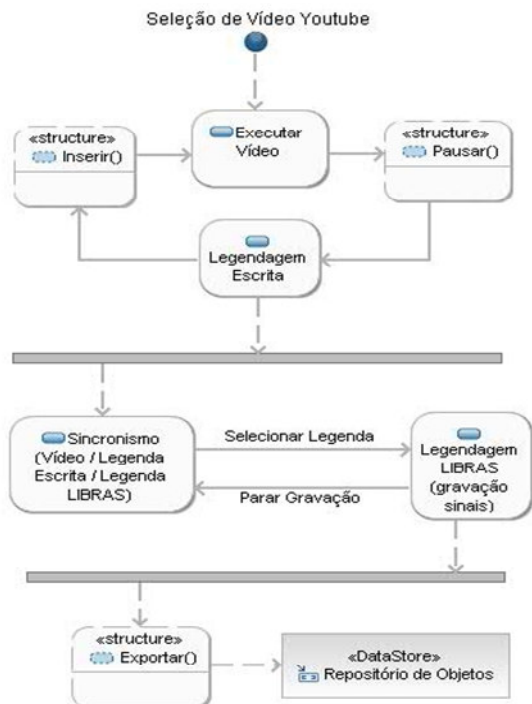 Seleção de Vídeo Youtube
«structure»
Inserir()
Executar
Vídeo
«structure»
Pausar()
Legendagem
Escrita
Sincronismo
(Vídeo / Legenda
Escrita / Legenda
LIBRAS)
Selecionar Legenda
Parar Gravação
Legendagem
LIBRAS
(gravação
sinais)
«structure»
Exportar()
«DataStore»
Repositório de Objetos